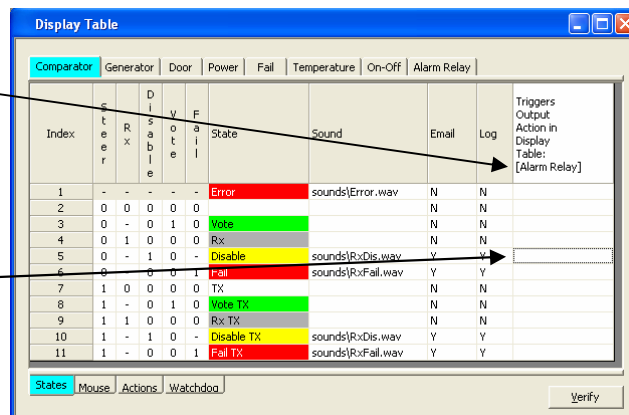 Display Table
Comparator Generator Door Power Fail Temperature On-Off Alarm Relay
Index Steer Rx Disable Vote Fail State Sound Email Log Triggers Output Action in Display Table: [Alarm Relay]
1 - - - - - Error sounds\Error.wav N N
2 0 0 0 0 0 N N
3 0 - 0 1 0 Vote N N
4 0 1 0 0 0 Rx N N
5 0 - 1 0 - Disable sounds\RxDis.wav Y Y
6 0 - 0 0 1 Fail sounds\RxFail.wav Y Y
7 1 0 0 0 0 TX N N
8 1 - 0 1 0 Vote TX N N
9 1 1 0 0 0 Rx TX N N
10 1 - 1 0 - Disable TX sounds\RxDis.wav Y Y
11 1 - 0 0 1 Fail TX sounds\RxFail.wav Y Y
States Mouse Actions Watchdog
Verify